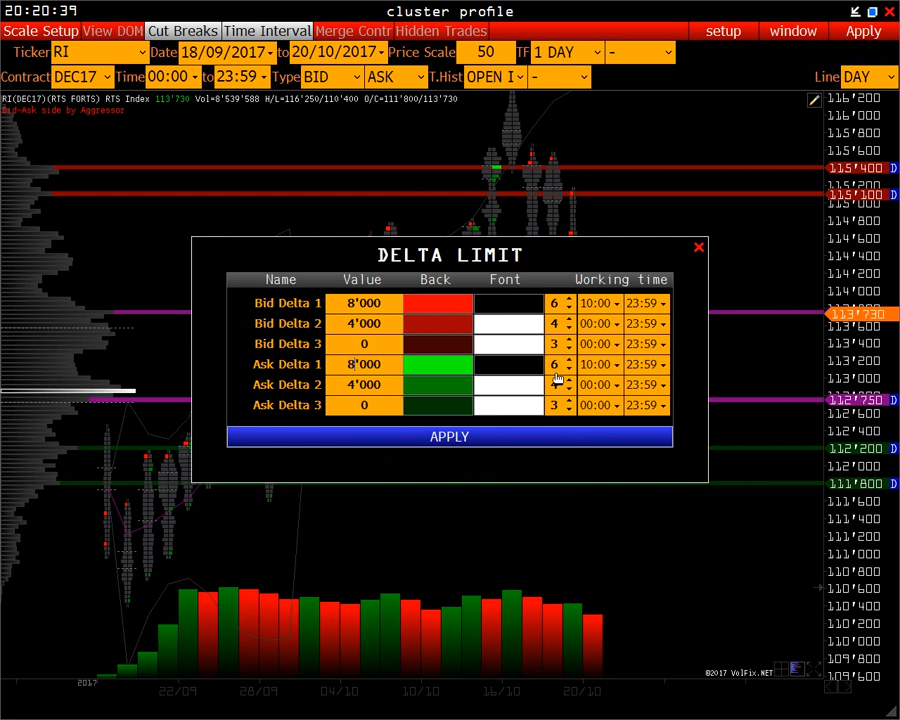 20:20:39 cluster profile
Scale Setup View DOM Cut Breaks Time Interval Merge Contr Hidden Trades setup window Apply
Ticker RI Date 18/09/2017 to 20/10/2017 Price Scale 50 TF 1 DAY -
Contract DEC17 Time 00:00 to 23:59 Type BID ASK T.Hist OPEN I -  Line DAY
RI(DEC17)(RTS FORTS) RTS Index 113'730 Vol=8'539'588 H/L=116'250/110'400 O/C=111'800/113'730
Bid-Ask side by Aggressor
116'200
116'000
115'800
115'600
115'400 D
115'200
115'100 D
115'000
114'800
114'600
114'400
114'200
114'000
113'730
113'600
113'400
113'200
113'000
112'750 D
112'600
112'400
112'200 D
112'000
111'800 D
111'600
111'400
111'200
111'000
110'800
110'600
110'400
110'200
110'000
109'800
109'600
DELTA LIMIT
Name Value Back Font Working time
Bid Delta 1 8'000 6 10:00 23:59
Bid Delta 2 4'000 4 00:00 23:59
Bid Delta 3 0 3 00:00 23:59
Ask Delta 1 8'000 6 10:00 23:59
Ask Delta 2 4'000 4 00:00 23:59
Ask Delta 3 0 3 00:00 23:59
APPLY
©2017 VolFix.NET
2017
22/09 28/09 04/10 10/10 16/10 20/10